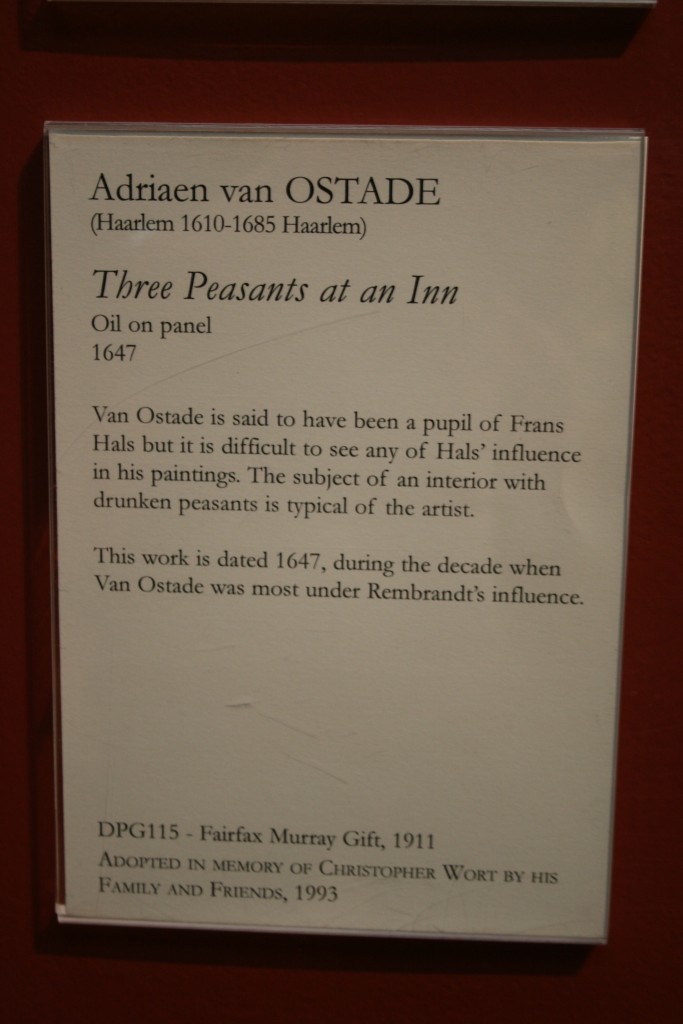 Adriaen van OSTADE
(Haarlem 1610-1685 Haarlem)
Three Peasants at an Inn
Oil on panel
1647
Van Ostade is said to have been a pupil of Frans
Hals but it is difficult to see any of Hals' influence
in his paintings. The subject of an interior with
drunken peasants is typical of the artist.
This work is dated 1647, during the decade when
Van Ostade was most under Rembrandt's influence.
DPG115 - Fairfax Murray Gift, 1911
ADOPTED IN MEMORY OF CHRISTOPHER WORT BY HIS
FAMILY AND FRIENDS, 1993